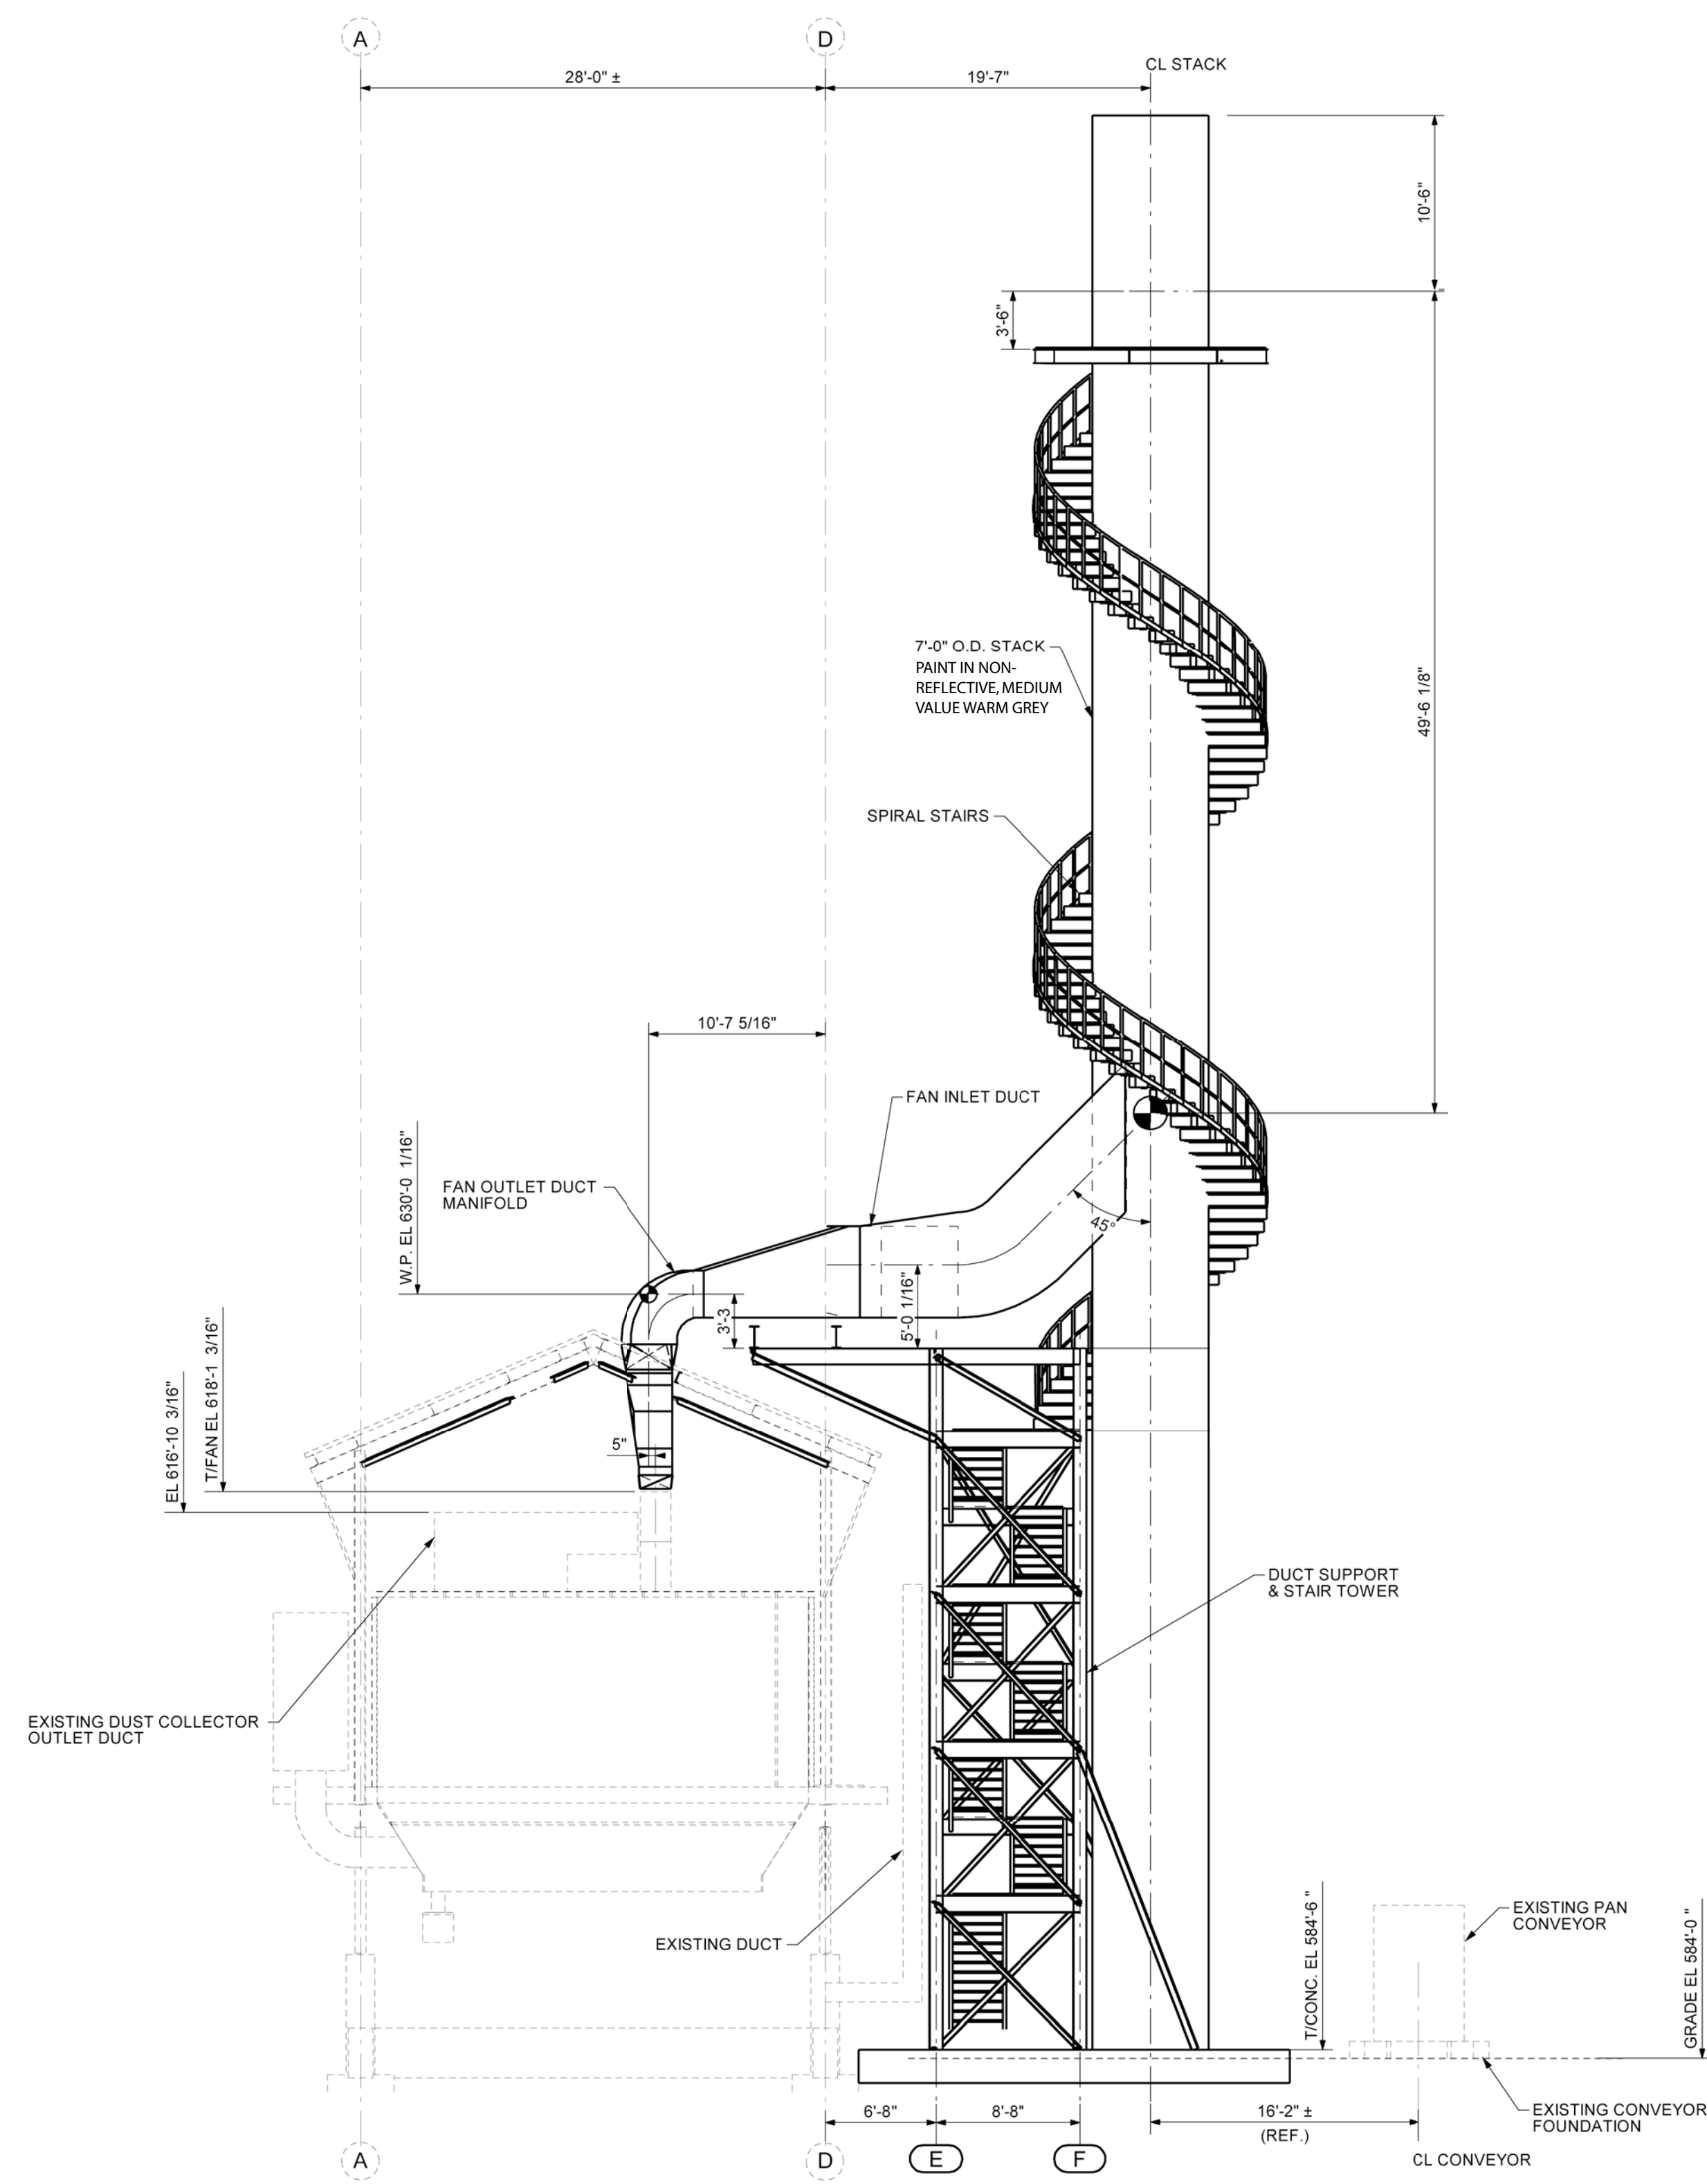 A
D
CL STACK
28'-0" ±
19'-7"
10'-6"
3'-6"
7'-0" O.D. STACK
PAINT IN NON-
REFLECTIVE, MEDIUM
VALUE WARM GREY
49'-6 1/8"
SPIRAL STAIRS
10'-7 5/16"
FAN INLET DUCT
W.P. EL 630'-0 1/16"
FAN OUTLET DUCT
MANIFOLD
45°
3'-3
5'-0 1/16"
EL 616'-10 3/16"
T/FAN EL 618'-1 3/16"
5"
DUCT SUPPORT
& STAIR TOWER
EXISTING DUST COLLECTOR
OUTLET DUCT
EXISTING DUCT
T/CONC. EL 584'-6 "
EXISTING PAN
CONVEYOR
GRADE EL 584'-0 "
6'-8"
8'-8"
16'-2" ±
(REF.)
EXISTING CONVEYOR
FOUNDATION
A
D
E
F
CL CONVEYOR